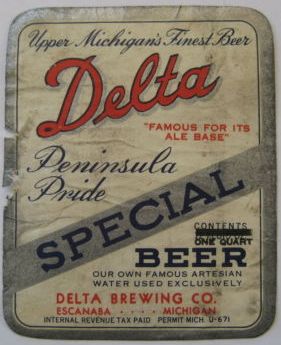 Upper Michigan's Finest Beer
Delta
"FAMOUS FOR ITS
ALE BASE"
Peninsula
Pride
SPECIAL
CONTENTS
ONE QUART
BEER
OUR OWN FAMOUS ARTESIAN
WATER USED EXCLUSIVELY
DELTA BREWING CO.
ESCANABA · · · · MICHIGAN
INTERNAL REVENUE TAX PAID PERMIT MICH. U-671